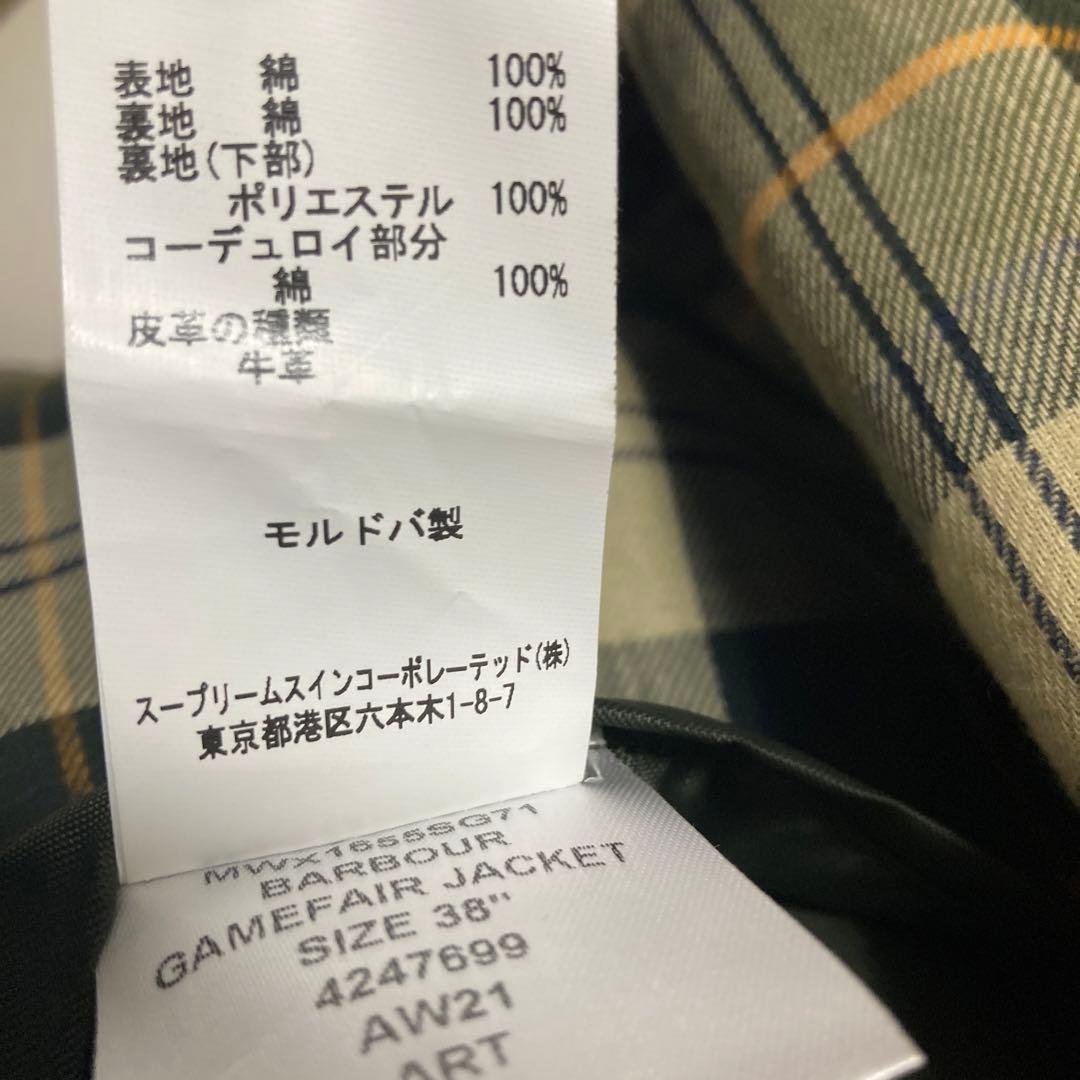 表地 綿 100%
裏地 綿 100%
裏地(下部)
ポリエステル 100%
コーデュロイ部分
綿 100%
皮革の種類
牛革
モルドバ製
スープリームスインコーポレーテッド(株)
東京都港区六本木1-8-7
MWX1655SG71
BARBOUR
GAMEFAIR JACKET
SIZE 38"
4247699
AW21
ART